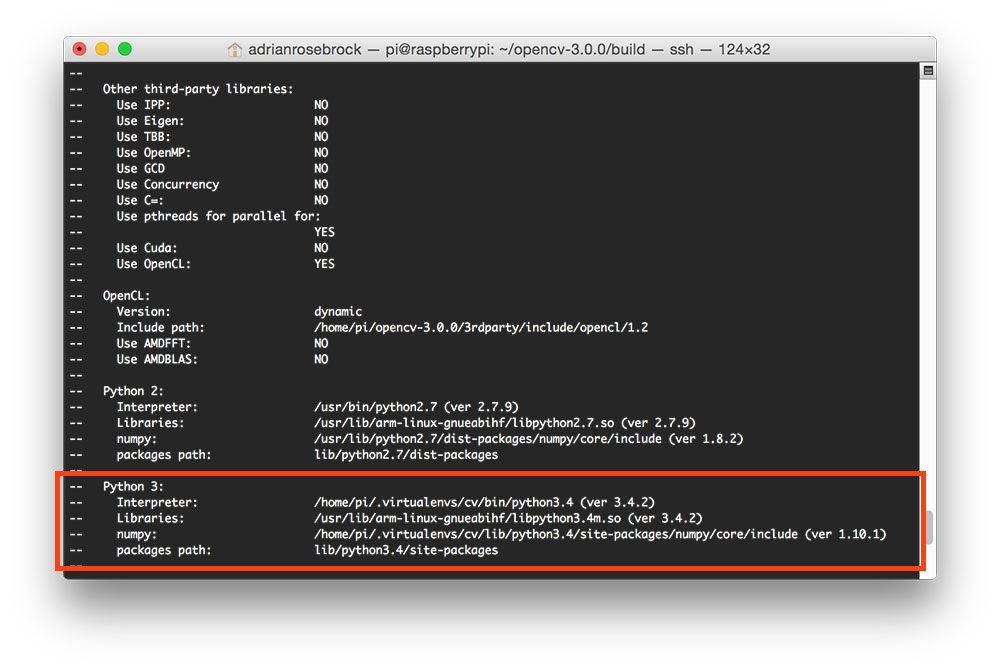 adrianrosebrock — pi@raspberrypi: ~/opencv-3.0.0/build — ssh — 124×32
--
--   Other third-party libraries:
--     Use IPP:                     NO
--     Use Eigen:                   NO
--     Use TBB:                     NO
--     Use OpenMP:                  NO
--     Use GCD                      NO
--     Use Concurrency              NO
--     Use C=:                      NO
--     Use pthreads for parallel for:
--                                  YES
--     Use Cuda:                    NO
--     Use OpenCL:                  YES
--
--   OpenCL:
--     Version:                     dynamic
--     Include path:                /home/pi/opencv-3.0.0/3rdparty/include/opencl/1.2
--     Use AMDFFT:                  NO
--     Use AMDBLAS:                 NO
--
--   Python 2:
--     Interpreter:                 /usr/bin/python2.7 (ver 2.7.9)
--     Libraries:                   /usr/lib/arm-linux-gnueabihf/libpython2.7.so (ver 2.7.9)
--     numpy:                       /usr/lib/python2.7/dist-packages/numpy/core/include (ver 1.8.2)
--     packages path:               lib/python2.7/dist-packages
--
--   Python 3:
--     Interpreter:                 /home/pi/.virtualenvs/cv/bin/python3.4 (ver 3.4.2)
--     Libraries:                   /usr/lib/arm-linux-gnueabihf/libpython3.4m.so (ver 3.4.2)
--     numpy:                       /home/pi/.virtualenvs/cv/lib/python3.4/site-packages/numpy/core/include (ver 1.10.1)
--     packages path:               lib/python3.4/site-packages
--